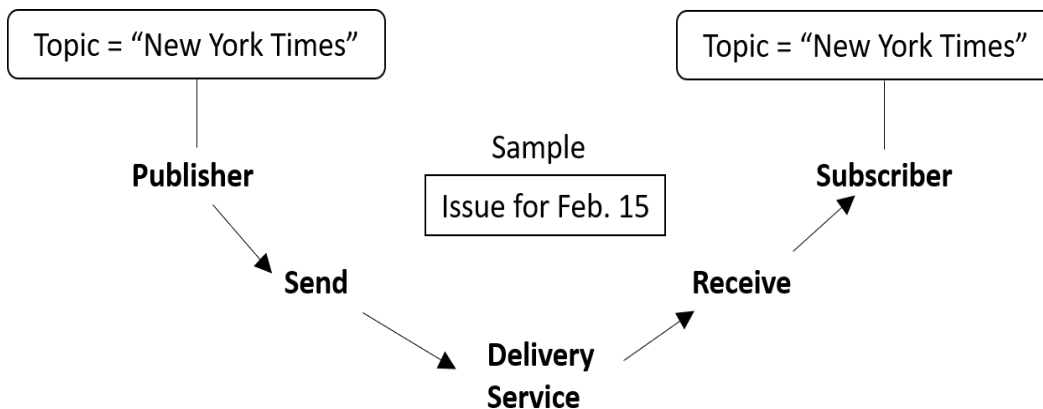 Topic = “New York Times”
Topic = “New York Times”
Sample
Publisher
Subscriber
Issue for Feb. 15
Send
Receive
Delivery
Service